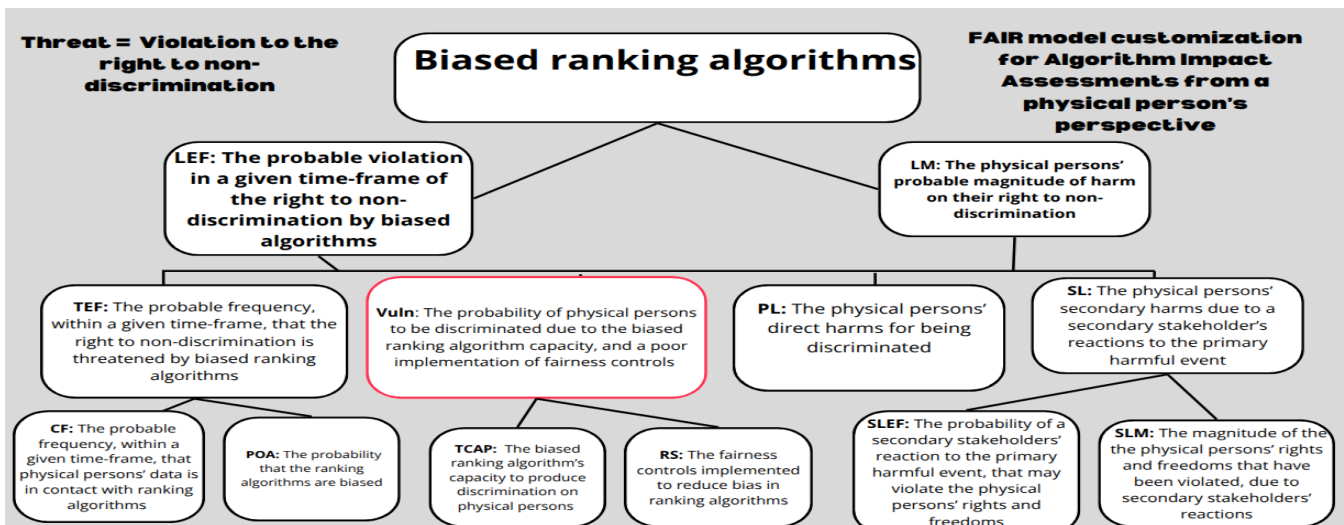 Threat = Violation to the
right to non-
discrimination
Biased ranking algorithms
FAIR model customization
for Algorithm Impact
Assessments from a
physical person's
perspective
LEF: The probable violation
in a given time-frame of
the right to non-
discrimination by biased
algorithms
LM: The physical persons'
probable magnitude of harm
on their right to non-
discrimination
TEF: The probable frequency,
within a given time-frame, that the
right to non-discrimination is
threatened by biased ranking
algorithms
Vuln: The probability of physical persons
to be discriminated due to the biased
ranking algorithm capacity, and a poor
implementation of fairness controls
PL: The physical persons'
direct harms for being
discriminated
SL: The physical persons'
secondary harms due to a
secondary stakeholder's
reactions to the primary
harmful event
CF: The probable
frequency, within a
given time-frame, that
physical persons' data is
in contact with ranking
algorithms
POA: The probability
that the ranking
algorithms are biased
TCAP: The biased
ranking algorithm's
capacity to produce
discrimination on
physical persons
RS: The fairness
controls implemented
to reduce bias in
ranking algorithms
SLEF: The probability of a
secondary stakeholders'
reaction to the primary
harmful event, that may
violate the physical
persons' rights and
freedoms
SLM: The magnitude of the
the physical persons' rights
and freedoms that have
been violated, due to
secondary stakeholders'
reactions